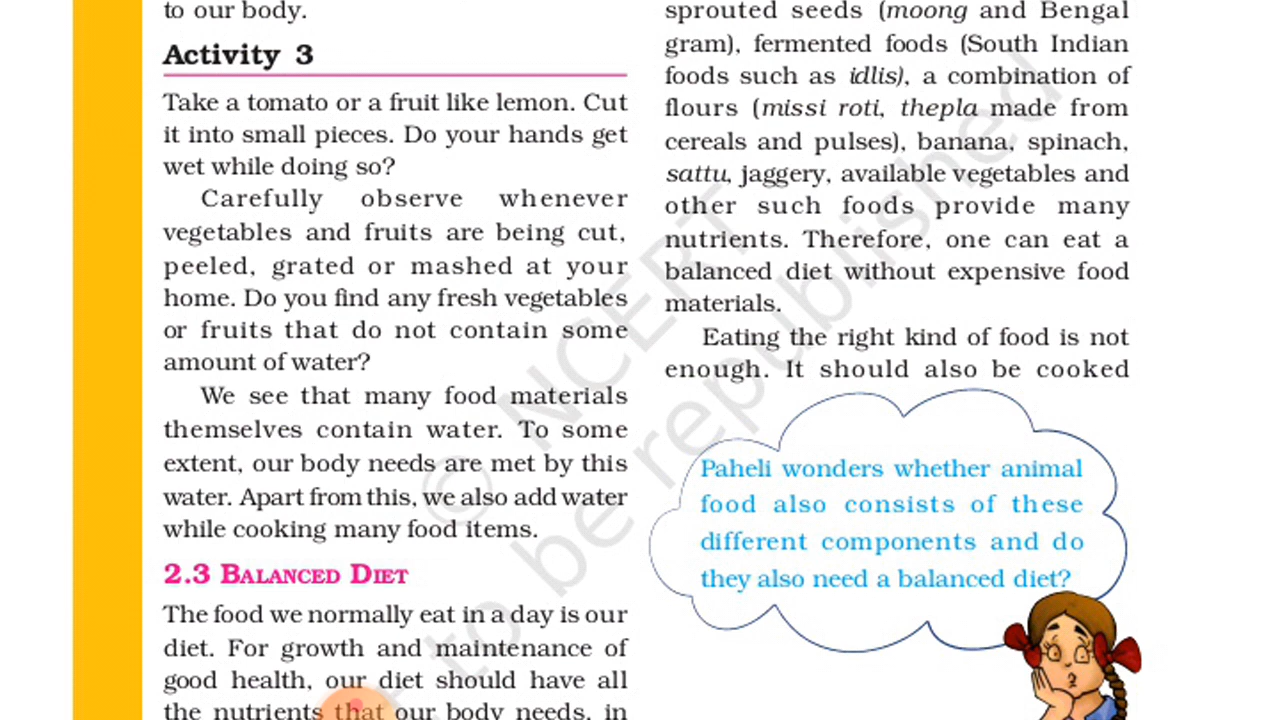 to our body.
Activity 3
Take a tomato or a fruit like lemon. Cut
it into small pieces. Do your hands get
wet while doing so?
Carefully observe whenever
vegetables and fruits are being cut,
peeled, grated or mashed at your
home. Do you find any fresh vegetables
or fruits that do not contain some
amount of water?
We see that many food materials
themselves contain water. To some
extent, our body needs are met by this
water. Apart from this, we also add water
while cooking many food items.
2.3 BALANCED DIET
The food we normally eat in a day is our
diet. For growth and maintenance of
good health, our diet should have all
the nutrients that our body needs, in
sprouted seeds (moong and Bengal
gram), fermented foods (South Indian
foods such as idlis), a combination of
flours (missi roti, thepla made from
cereals and pulses), banana, spinach,
sattu, jaggery, available vegetables and
other such foods provide many
nutrients. Therefore, one can eat a
balanced diet without expensive food
materials.
Eating the right kind of food is not
enough. It should also be cooked
Paheli wonders whether animal
food also consists of these
different components and do
they also need a balanced diet?
© NCERT
to be republished